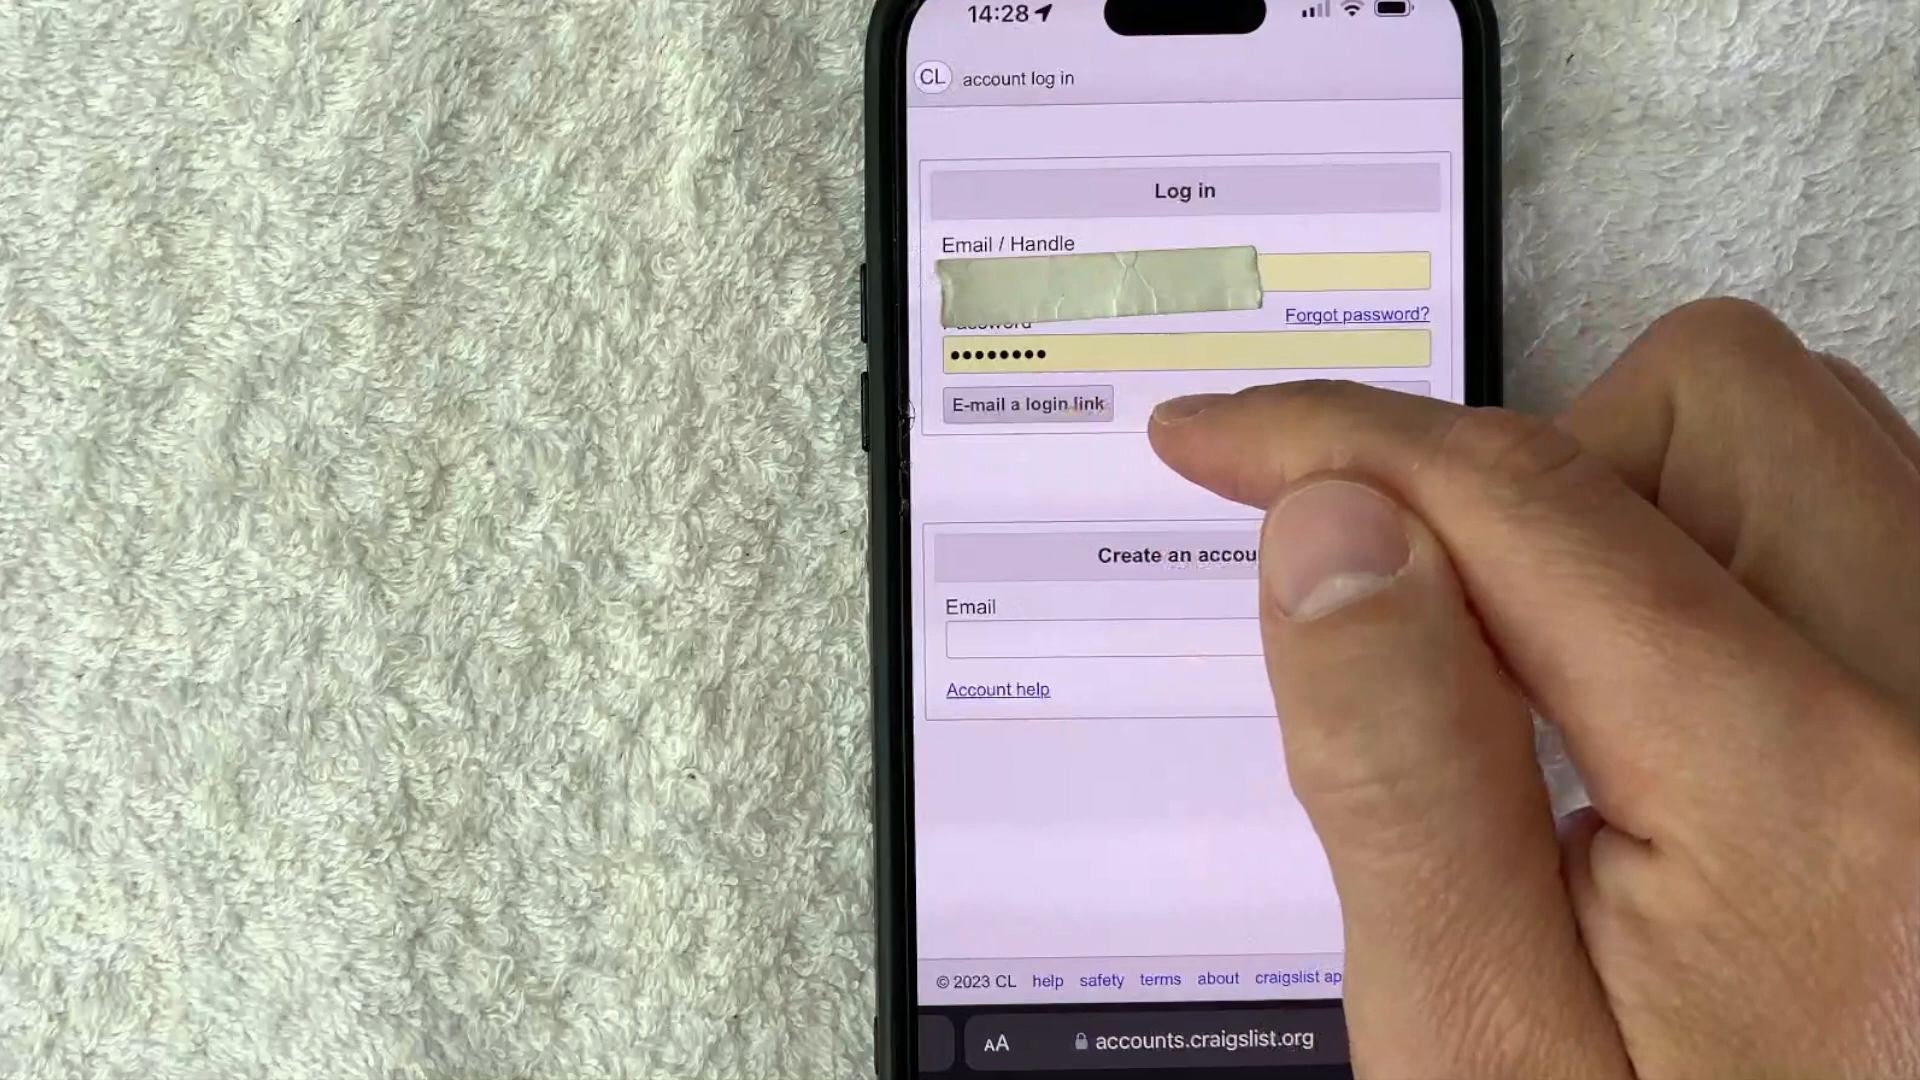 14:28
CL account log in
Log in
Email / Handle
Password Forgot password?
••••••••
E-mail a login link
Create an accou
Email
Account help
© 2023 CL help safety terms about craigslist ap
AA accounts.craigslist.org